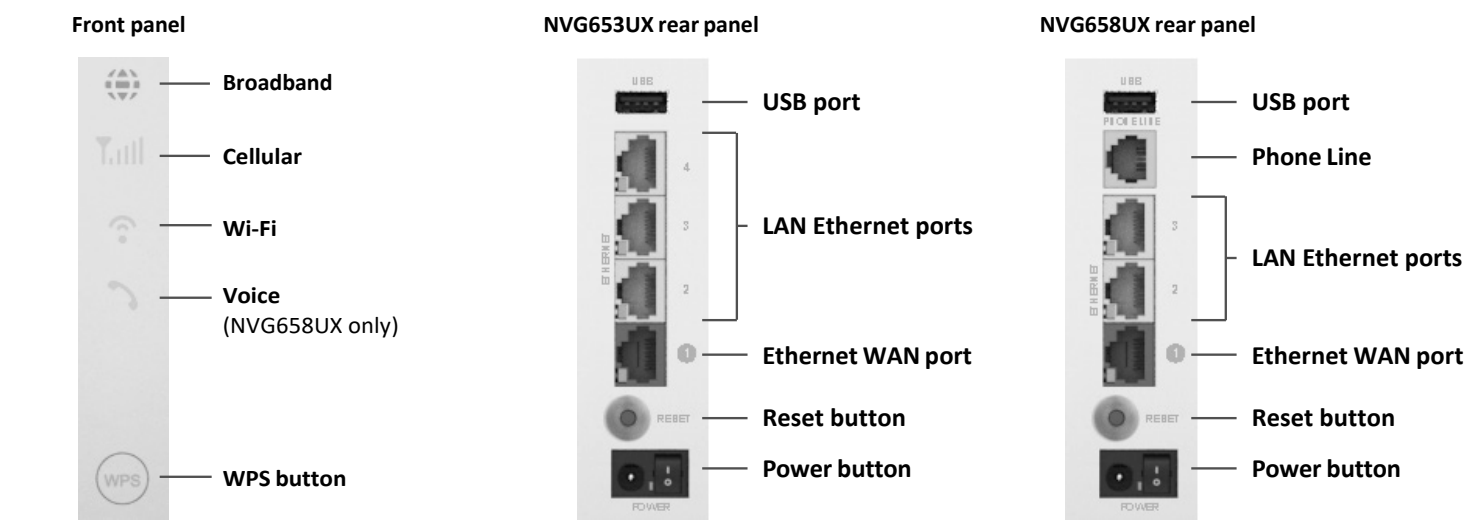 Front panel
Broadband
Cellular
Wi-Fi
Voice
(NVG658UX only)
WPS
WPS button
NVG653UX rear panel
USB
USB port
4
3
2
ETHERNET
LAN Ethernet ports
1
Ethernet WAN port
RESET
Reset button
Power button
POWER
NVG658UX rear panel
USB
USB port
PHONE LINE
Phone Line
3
2
ETHERNET
LAN Ethernet ports
1
Ethernet WAN port
RESET
Reset button
Power button
POWER